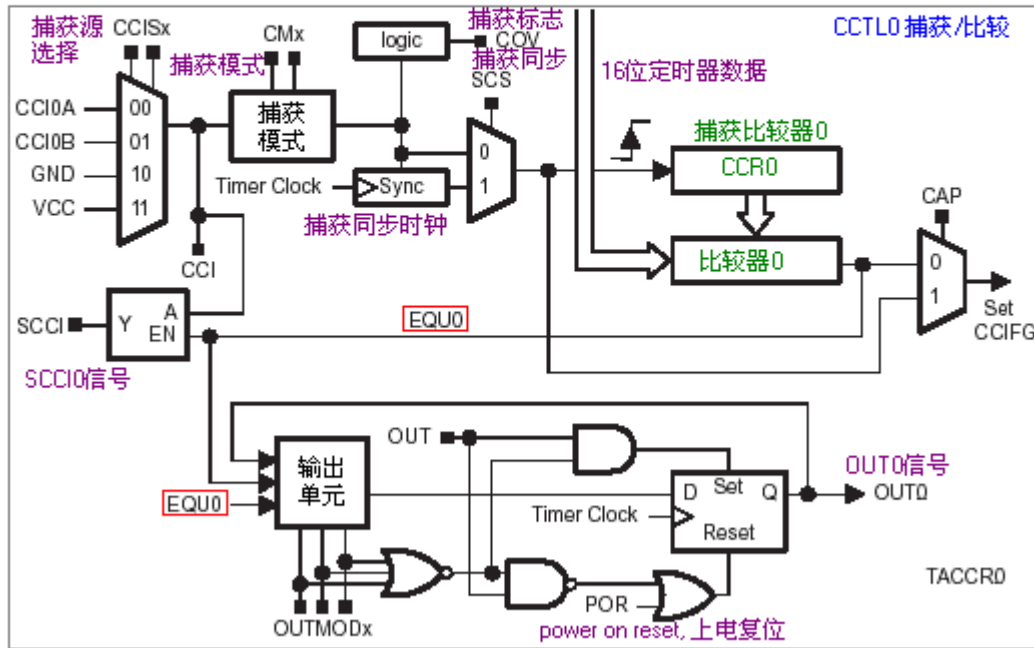 捕获源
选择
CCISx
CMx
捕获模式
logic
捕获标志
COV
捕获同步
SCS
16位定时器数据
CCTL0 捕获/比较
CCI0A
CCI0B
GND
VCC
00
01
10
11
捕获
模式
0
1
Timer Clock
Sync
捕获同步时钟
捕获比较器0
CCR0
比较器0
CAP
0
1
Set
CCIFG
CCI
SCCI
Y
A
EN
SCCI0信号
EQU0
OUT
输出
单元
EQU0
D
Set
Q
Timer Clock
Reset
OUT0信号
OUT0
OUTMODx
POR
power on reset, 上电复位
TACCR0